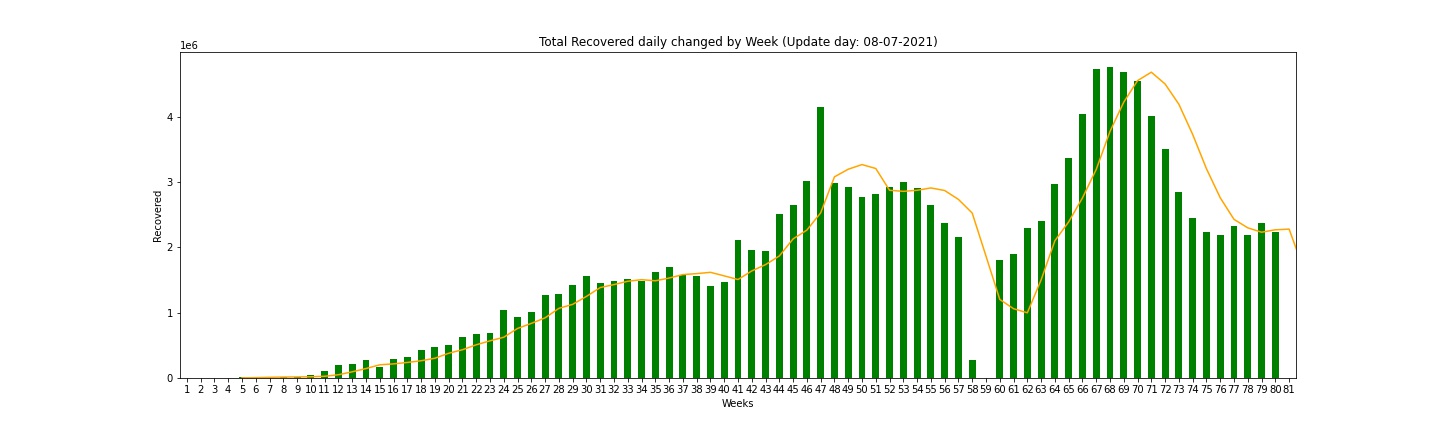 Total Recovered daily changed by Week (Update day: 08-07-2021)
1e6
4
3
2
1
0
Recovered
1 2 3 4 5 6 7 8 9 10 11 12 13 14 15 16 17 18 19 20 21 22 23 24 25 26 27 28 29 30 31 32 33 34 35 36 37 38 39 40 41 42 43 44 45 46 47 48 49 50 51 52 53 54 55 56 57 58 59 60 61 62 63 64 65 66 67 68 69 70 71 72 73 74 75 76 77 78 79 80 81
Weeks